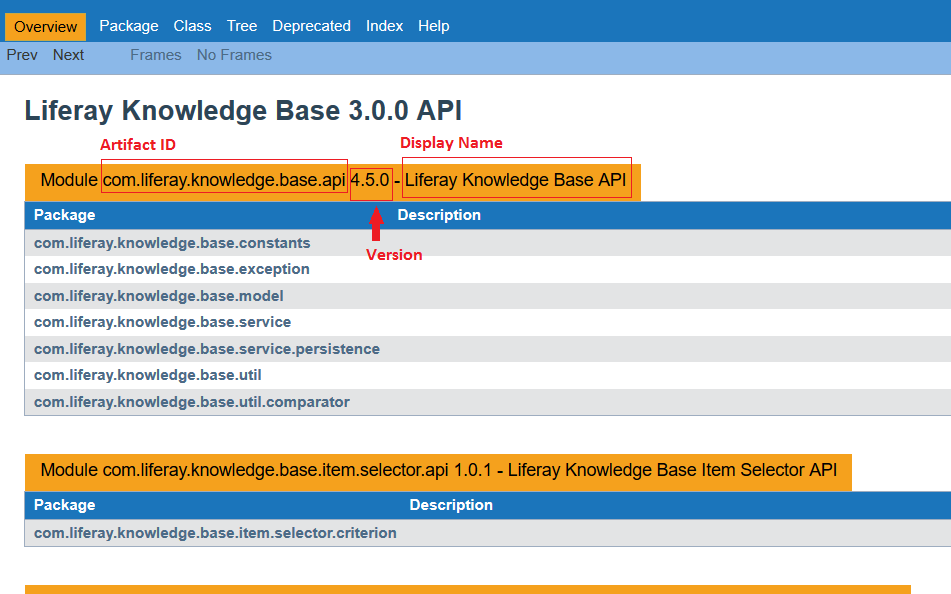 Overview Package Class Tree Deprecated Index Help
Prev Next Frames No Frames
Liferay Knowledge Base 3.0.0 API
Artifact ID Display Name
Module com.liferay.knowledge.base.api 4.5.0 - Liferay Knowledge Base API
Package Description
com.liferay.knowledge.base.constants
Version
com.liferay.knowledge.base.exception
com.liferay.knowledge.base.model
com.liferay.knowledge.base.service
com.liferay.knowledge.base.service.persistence
com.liferay.knowledge.base.util
com.liferay.knowledge.base.util.comparator
Module com.liferay.knowledge.base.item.selector.api 1.0.1 - Liferay Knowledge Base Item Selector API
Package Description
com.liferay.knowledge.base.item.selector.criterion